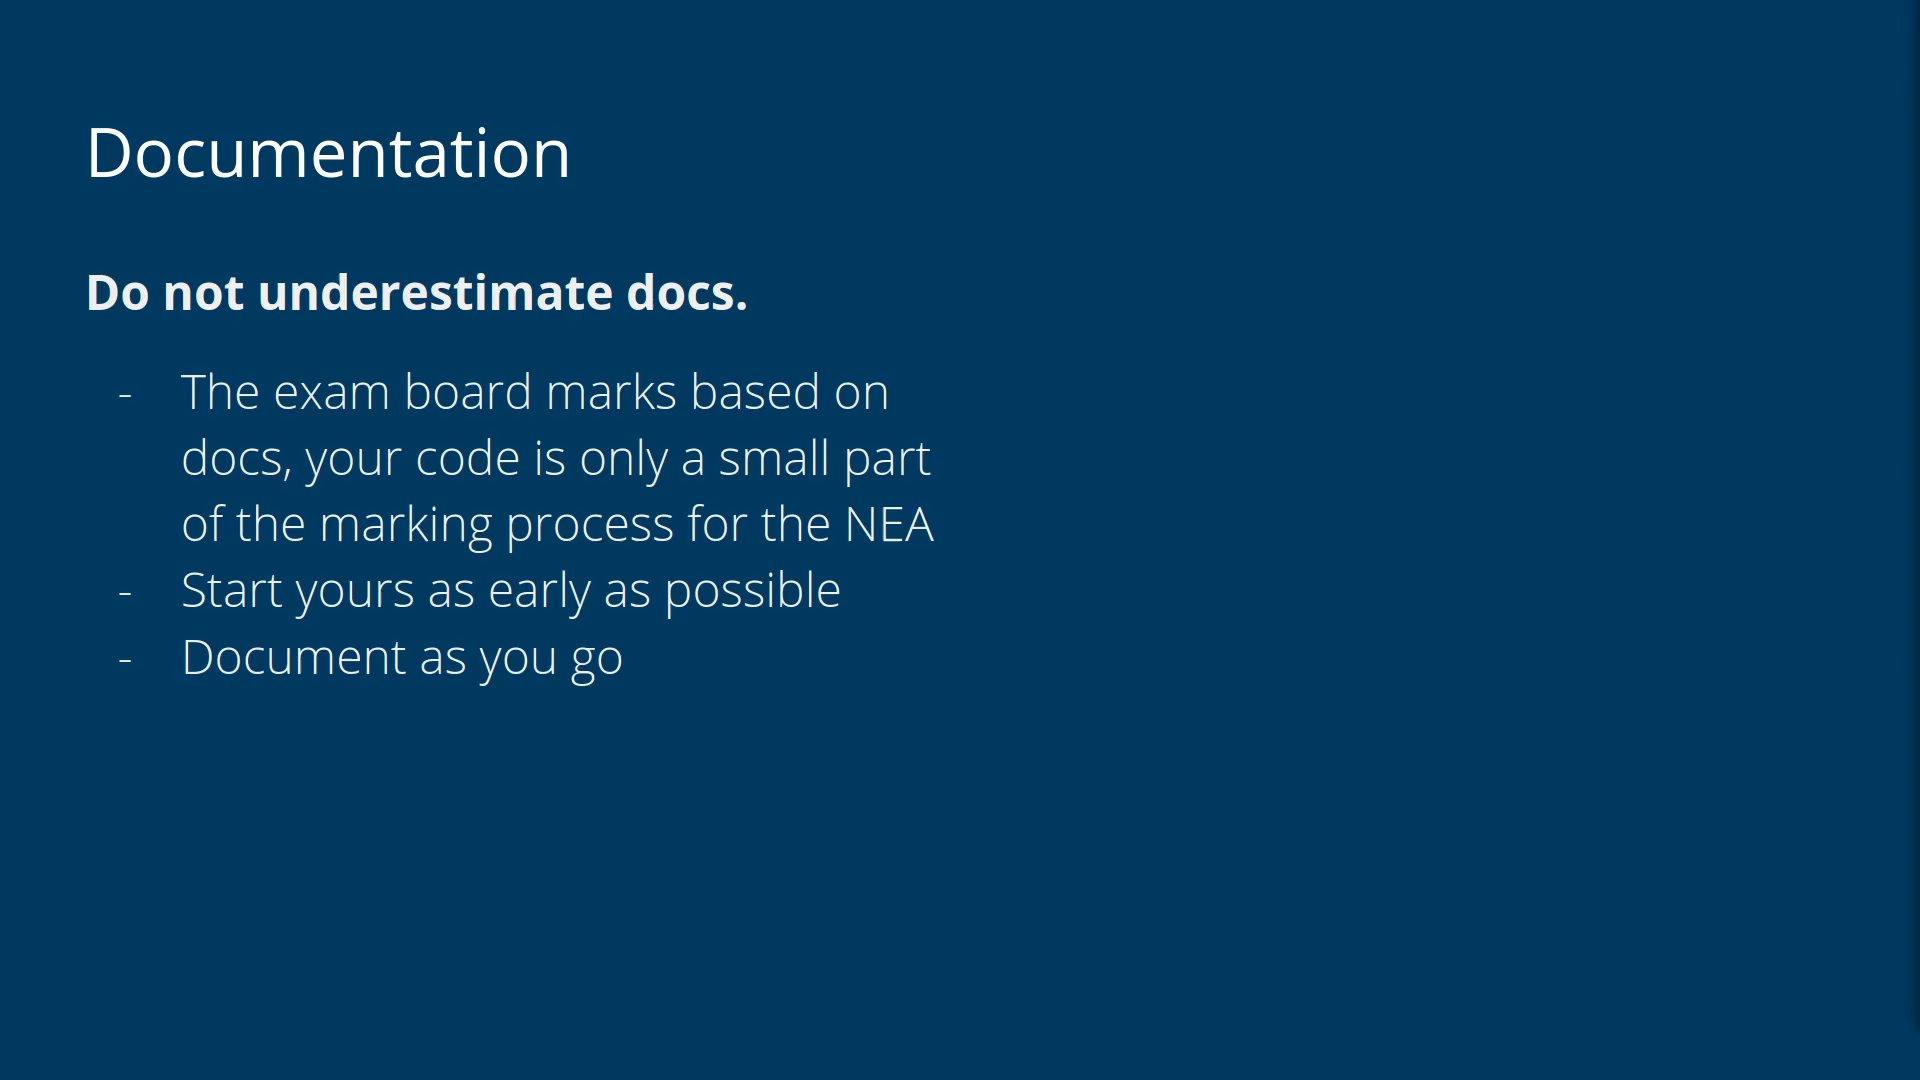 Documentation
Do not underestimate docs.
- The exam board marks based on
docs, your code is only a small part
of the marking process for the NEA
- Start yours as early as possible
- Document as you go